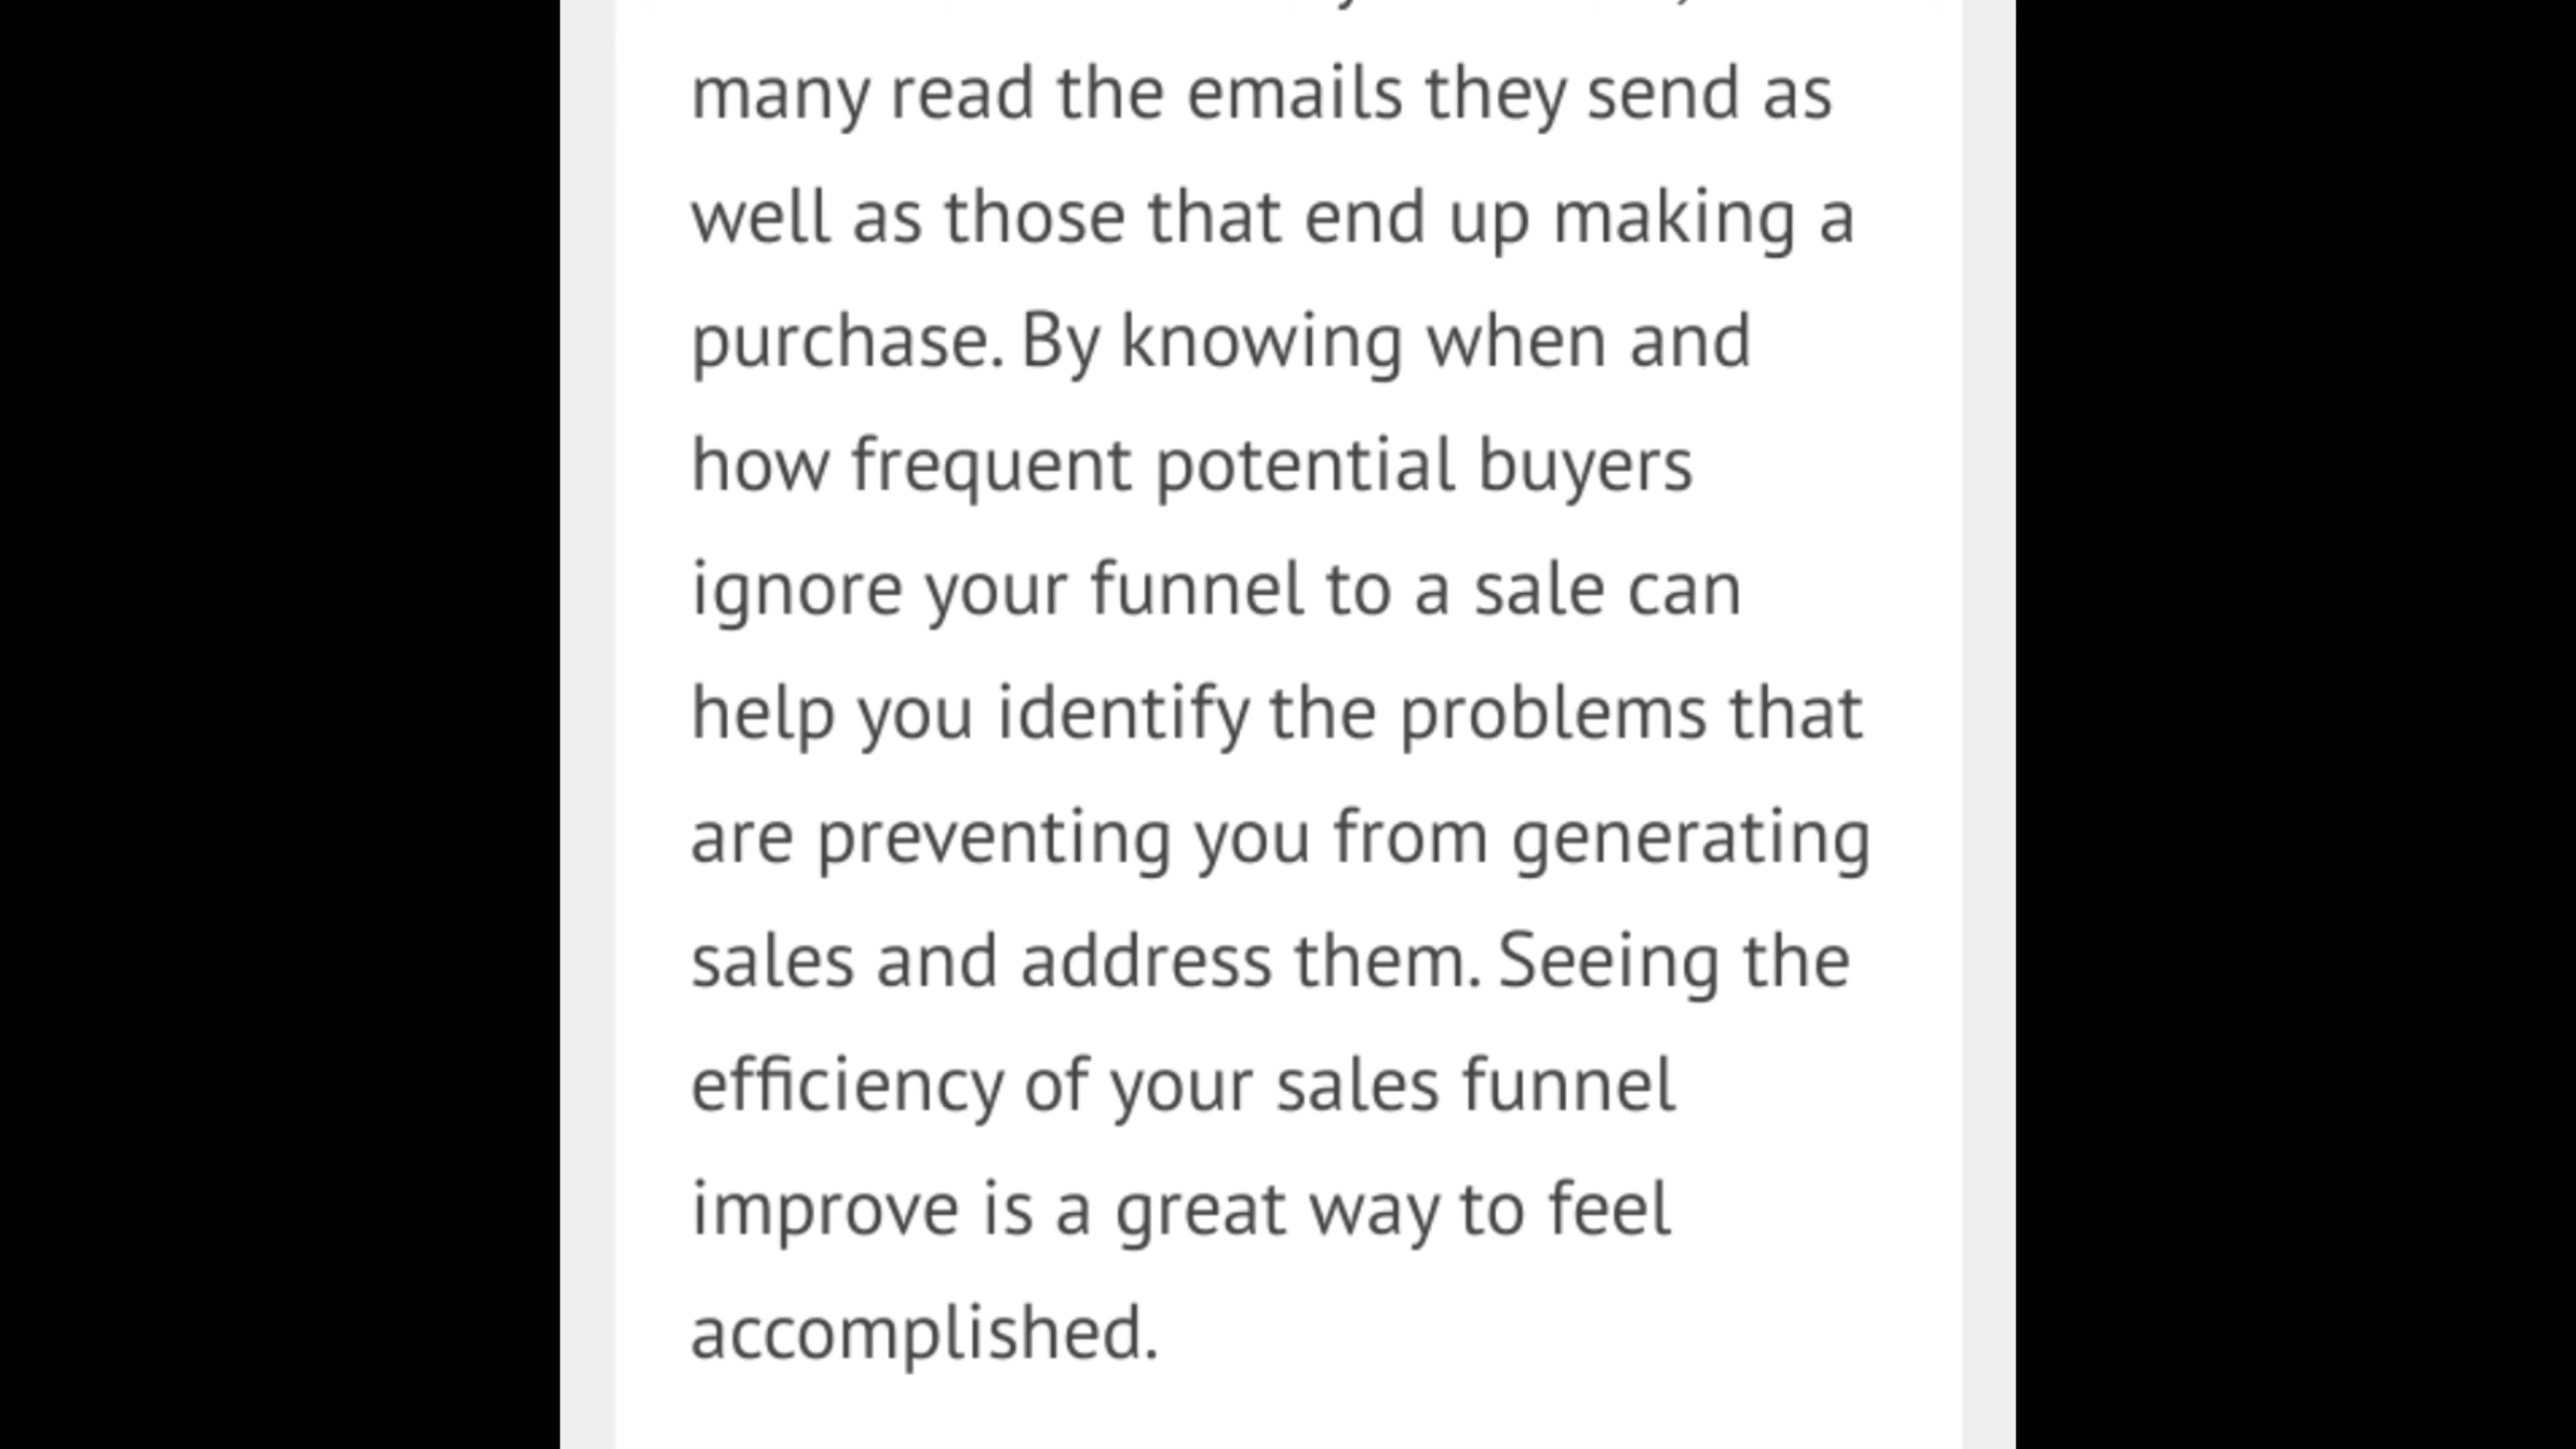 many read the emails they send as
well as those that end up making a
purchase. By knowing when and
how frequent potential buyers
ignore your funnel to a sale can
help you identify the problems that
are preventing you from generating
sales and address them. Seeing the
efficiency of your sales funnel
improve is a great way to feel
accomplished.